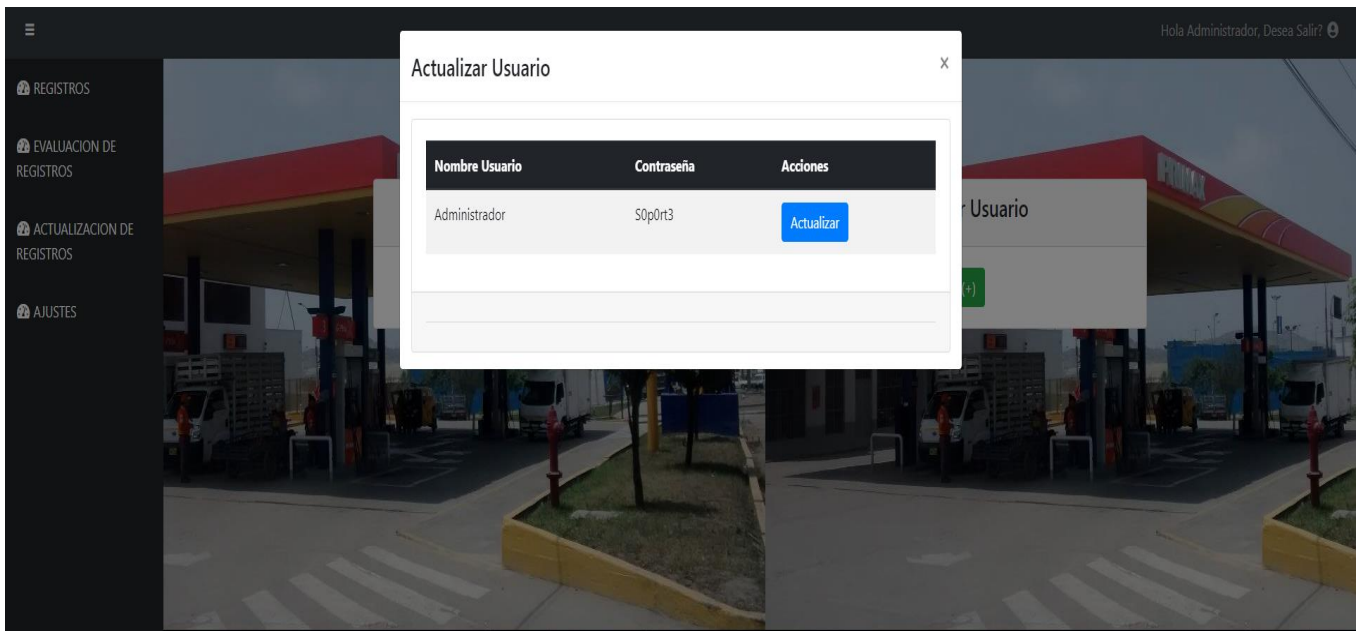 Hola Administrador, Desea Salir?
REGISTROS
EVALUACION DE
REGISTROS
ACTUALIZACION DE
REGISTROS
AJUSTES
Actualizar Usuario
x
Nombre Usuario Contraseña Acciones
Administrador S0p0rt3 Actualizar
r Usuario
(+)
PRIMAX